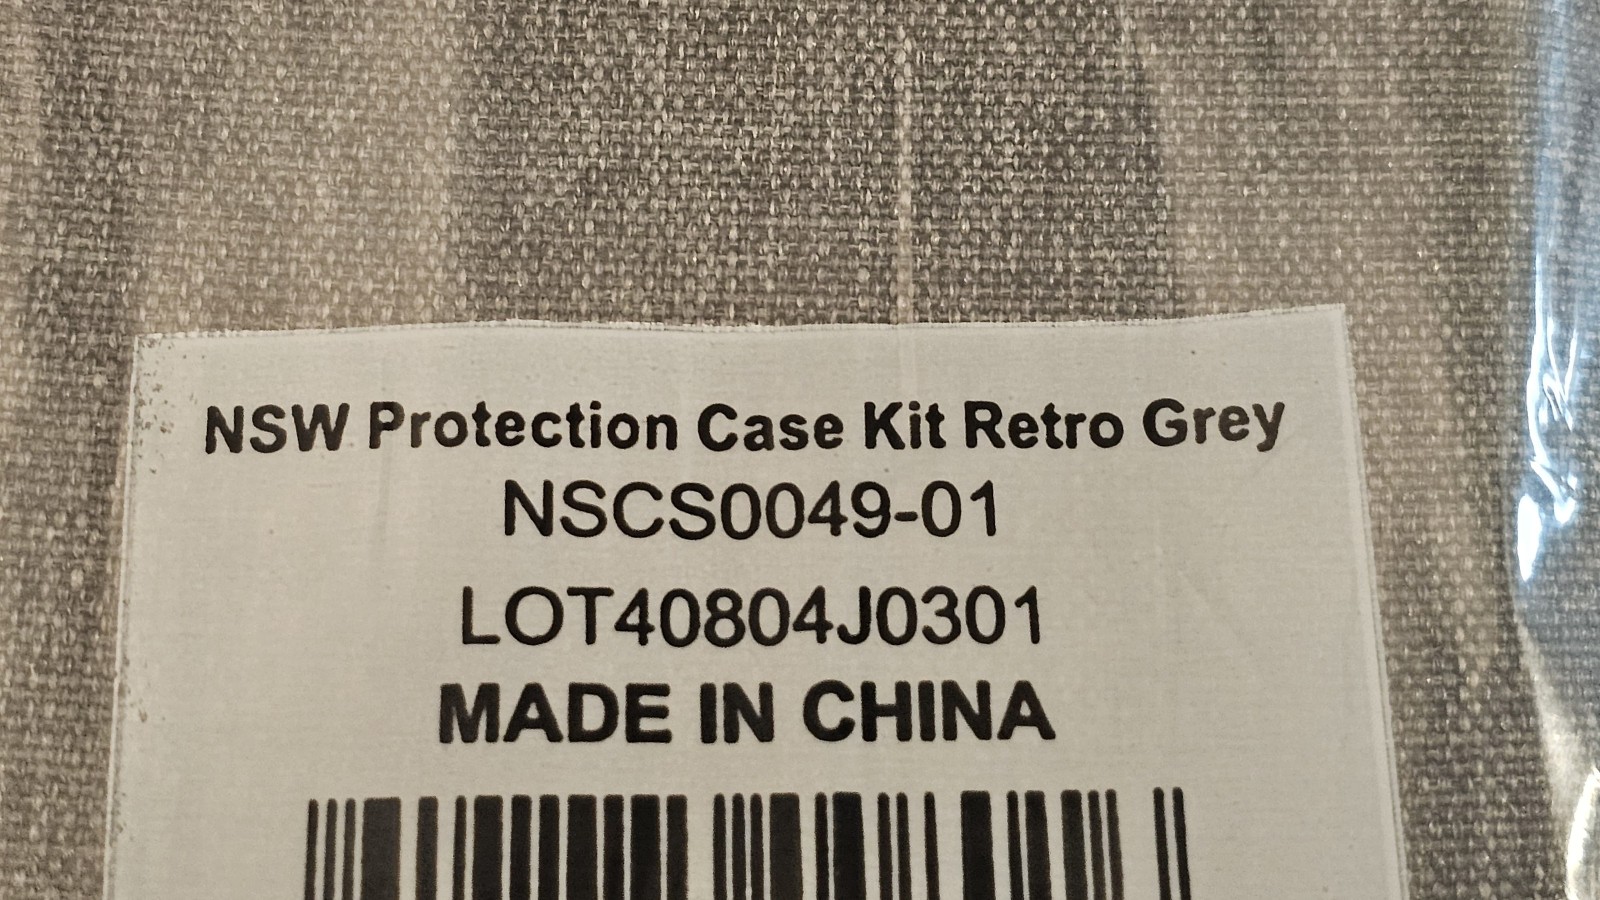 NSW Protection Case Kit Retro Grey
NSCS0049-01
LOT40804J0301
MADE IN CHINA